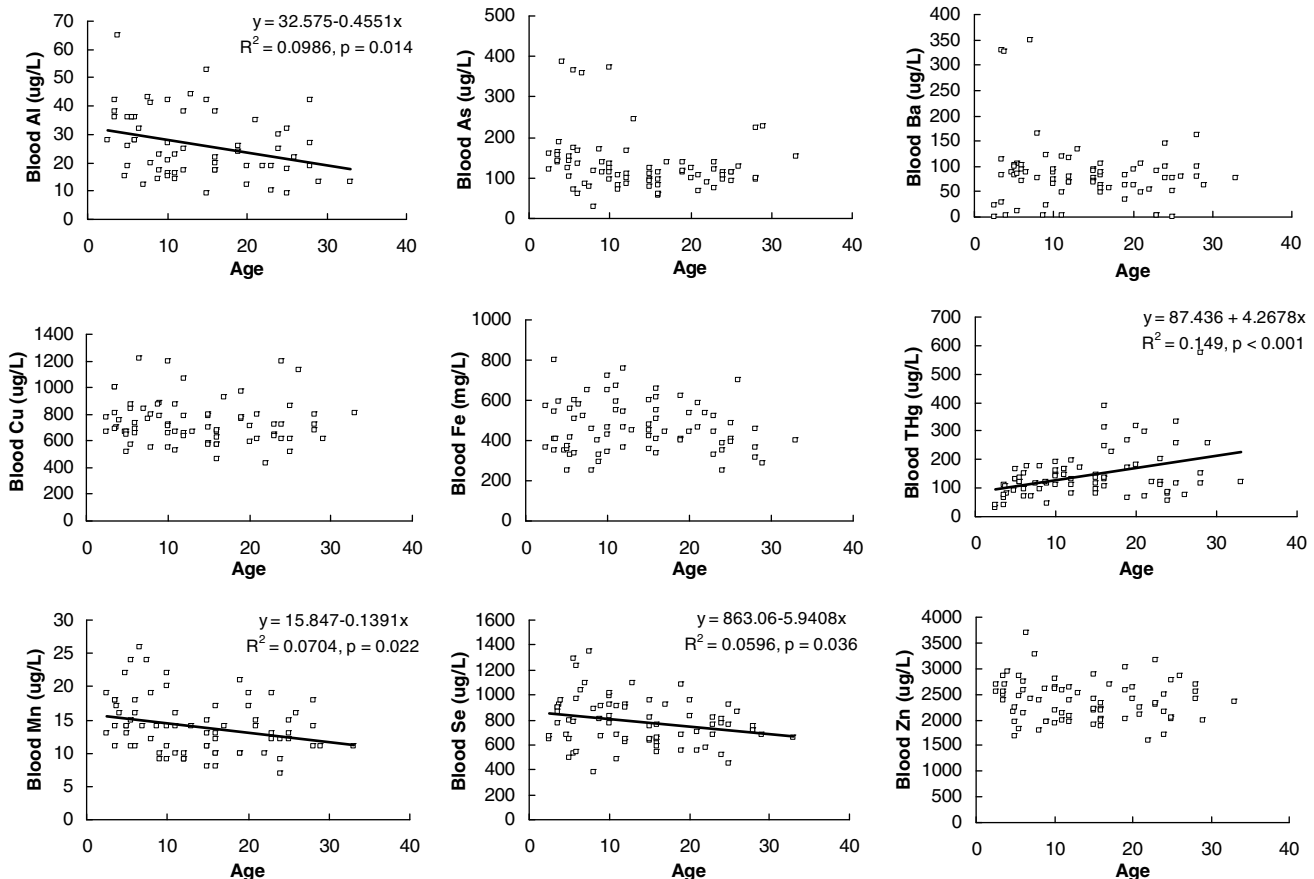 y = 32.575-0.4551x
R² = 0.0986, p = 0.014
Blood Al (ug/L)
70
60
50
40
30
20
10
0
0 10 20 30 40
Age
Blood As (ug/L)
500
400
300
200
100
0
0 10 20 30 40
Age
Blood Ba (ug/L)
400
350
300
250
200
150
100
50
0
0 10 20 30 40
Age
Blood Cu (ug/L)
1400
1200
1000
800
600
400
200
0
0 10 20 30 40
Age
Blood Fe (mg/L)
1000
800
600
400
200
0
0 10 20 30 40
Age
y = 87.436 + 4.2678x
R² = 0.149, p < 0.001
Blood THg (ug/L)
700
600
500
400
300
200
100
0
0 10 20 30 40
Age
y = 15.847-0.1391x
R² = 0.0704, p = 0.022
Blood Mn (ug/L)
30
25
20
15
10
5
0
0 10 20 30 40
Age
y = 863.06-5.9408x
R² = 0.0596, p = 0.036
Blood Se (ug/L)
1600
1400
1200
1000
800
600
400
200
0
0 10 20 30 40
Age
Blood Zn (ug/L)
4000
3500
3000
2500
2000
1500
1000
500
0
0 10 20 30 40
Age